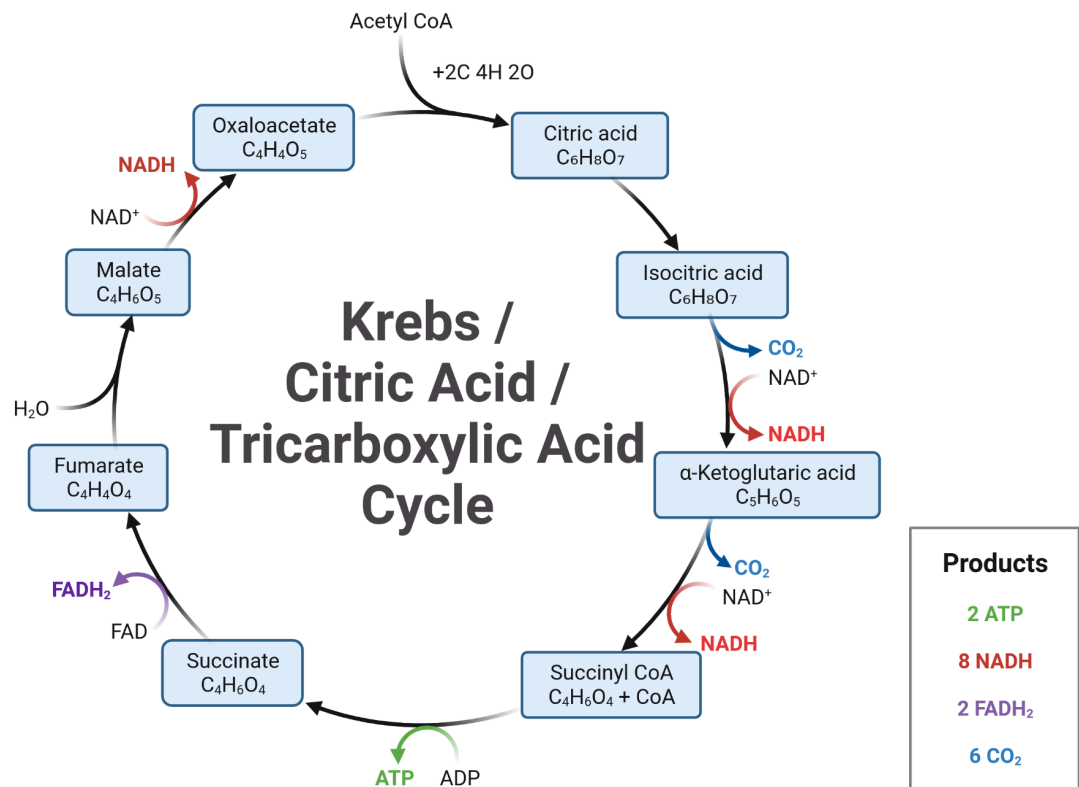 Acetyl CoA
+2C 4H 2O
Oxaloacetate
C₄H₄O₅
Citric acid
C₆H₈O₇
NADH
NAD⁺
Malate
C₄H₆O₅
Isocitric acid
C₆H₈O₇
Krebs /
Citric Acid /
Tricarboxylic Acid
Cycle
CO₂
NAD⁺
NADH
H₂O
Fumarate
C₄H₄O₄
α-Ketoglutaric acid
C₅H₆O₅
CO₂
NAD⁺
NADH
FADH₂
FAD
Succinate
C₄H₆O₄
Succinyl CoA
C₄H₆O₄ + CoA
ATP
ADP
Products
2 ATP
8 NADH
2 FADH₂
6 CO₂